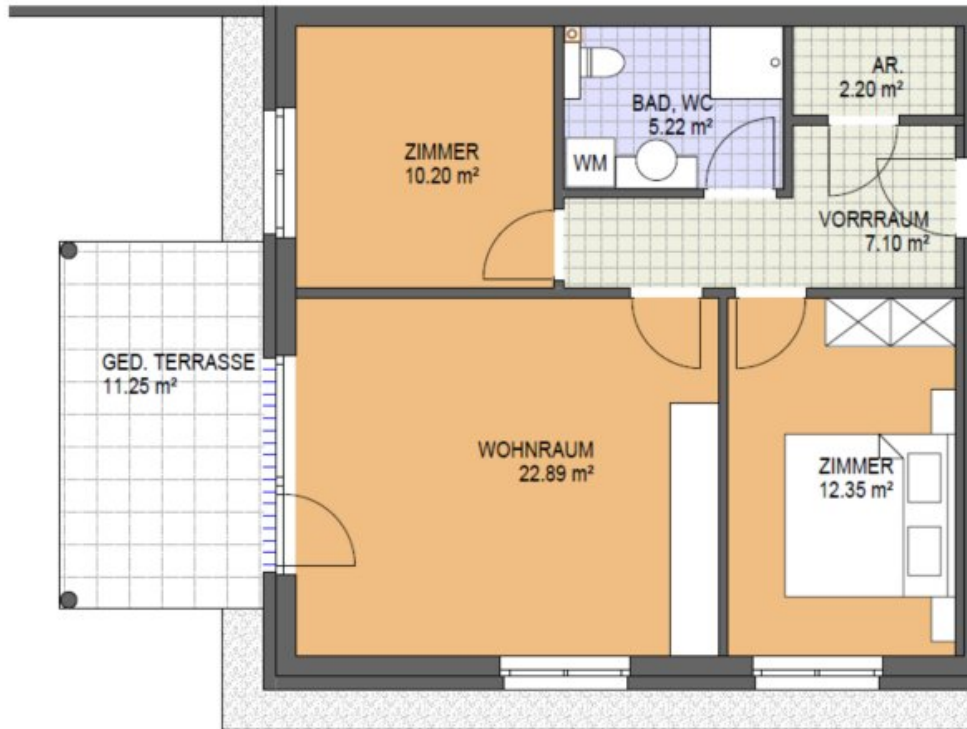 AR.
2.20 m²
BAD, WC
5.22 m²
ZIMMER
10.20 m²
WM
VORRRAUM
7.10 m²
GED. TERRASSE
11.25 m²
WOHNRAUM
22.89 m²
ZIMMER
12.35 m²